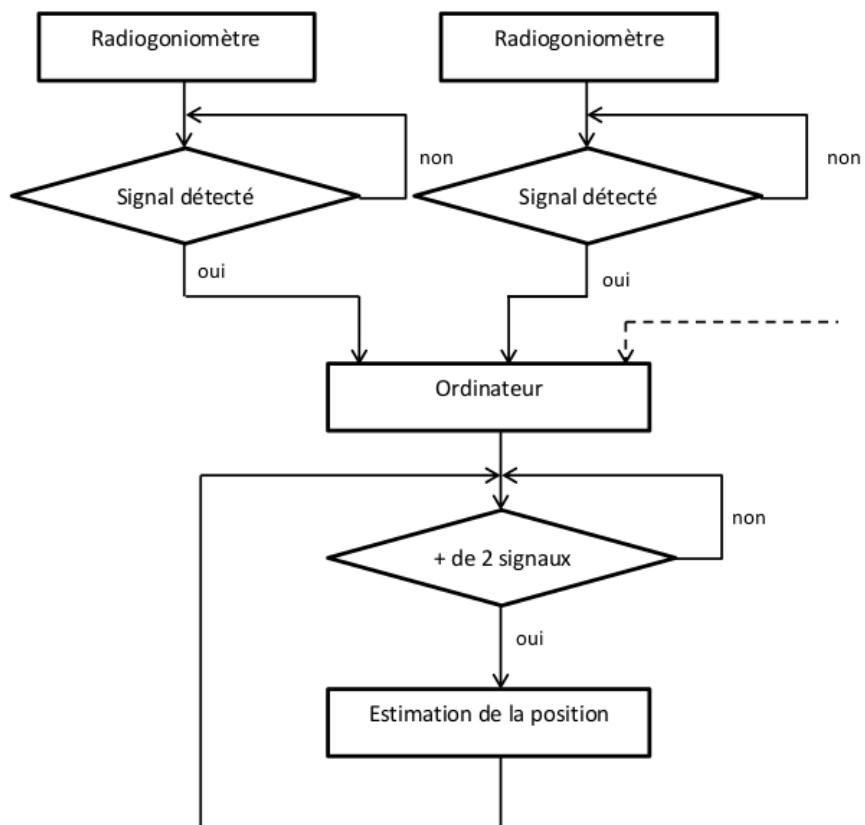 Radiogoniomètre
Radiogoniomètre
non
non
Signal détecté
Signal détecté
oui
oui
Ordinateur
non
+ de 2 signaux
oui
Estimation de la position